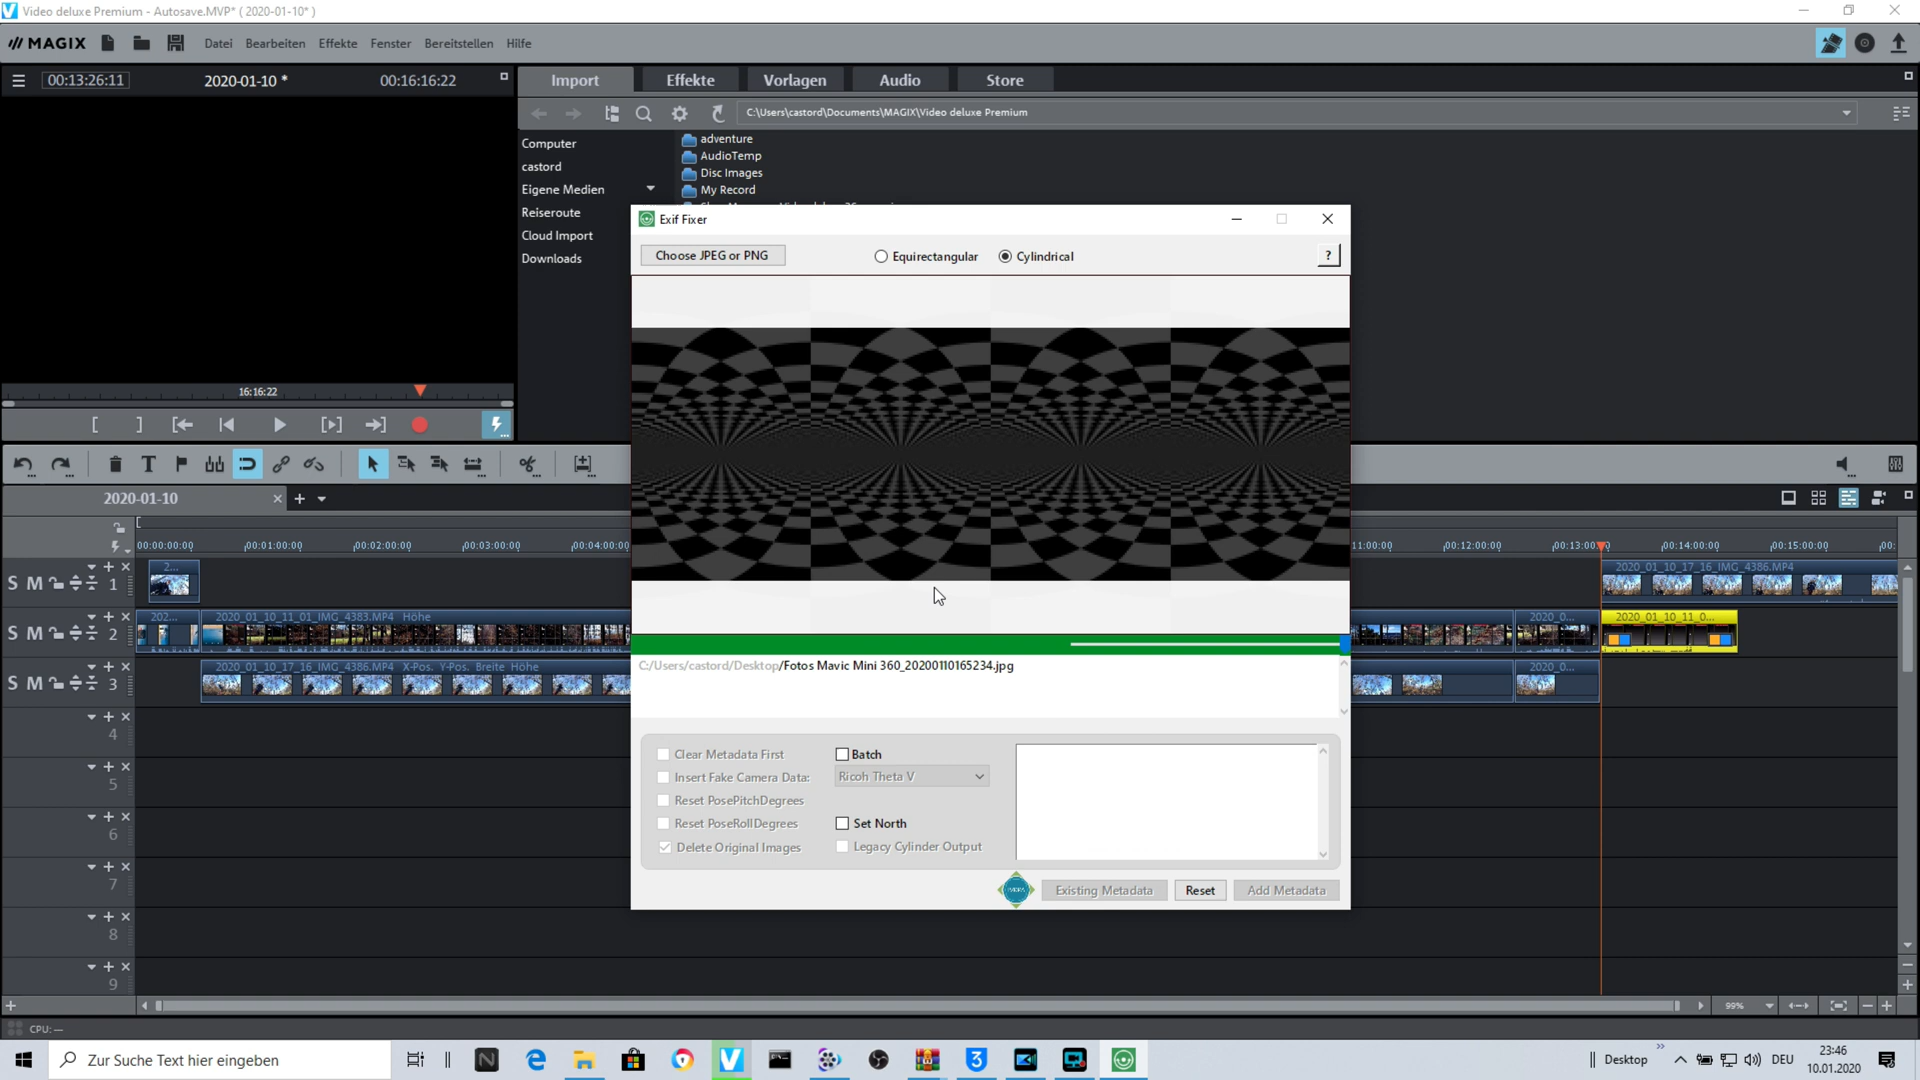 Video deluxe Premium - Autosave.MVP* ( 2020-01-10* )
MAGIX Datei Bearbeiten Effekte Fenster Bereitstellen Hilfe
00:13:26:11 2020-01-10 * 00:16:16:22
Import Effekte Vorlagen Audio Store
C:\Users\castord\Documents\MAGIX\Video deluxe Premium
Computer
castord
Eigene Medien
Reiseroute
Cloud Import
Downloads
adventure
AudioTemp
Disc Images
My Record
Exif Fixer
Choose JPEG or PNG Equirectangular Cylindrical ?
16:16:22
2020-01-10
00:00:00:00 00:01:00:00 00:02:00:00 00:03:00:00 00:04:00:0 11:00:00 00:12:00:00 00:13:00:0 00:14:00:00 00:15:00:00 00:
S M 1
2...
2020_01_10_17_16_IMG_4386.MP4
S M 2
202... 2020_01_10_11_01_IMG_4383.MP4 Höhe
2020_0... 2020_01_10_11_0...
S M 3
2020_01_10_17_16_IMG_4386.MP4 X-Pos. Y-Pos. Breite Höhe
2020_0...
4
5
6
7
8
9
C:/Users/castord/Desktop/Fotos Mavic Mini 360_20200110165234.jpg
Clear Metadata First Batch
Insert Fake Camera Data: Ricoh Theta V
Reset PosePitchDegrees
Reset PoseRollDegrees Set North
Delete Original Images Legacy Cylinder Output
Existing Metadata Reset Add Metadata
99%
CPU: —
Zur Suche Text hier eingeben
Desktop DEU
23:46
10.01.2020